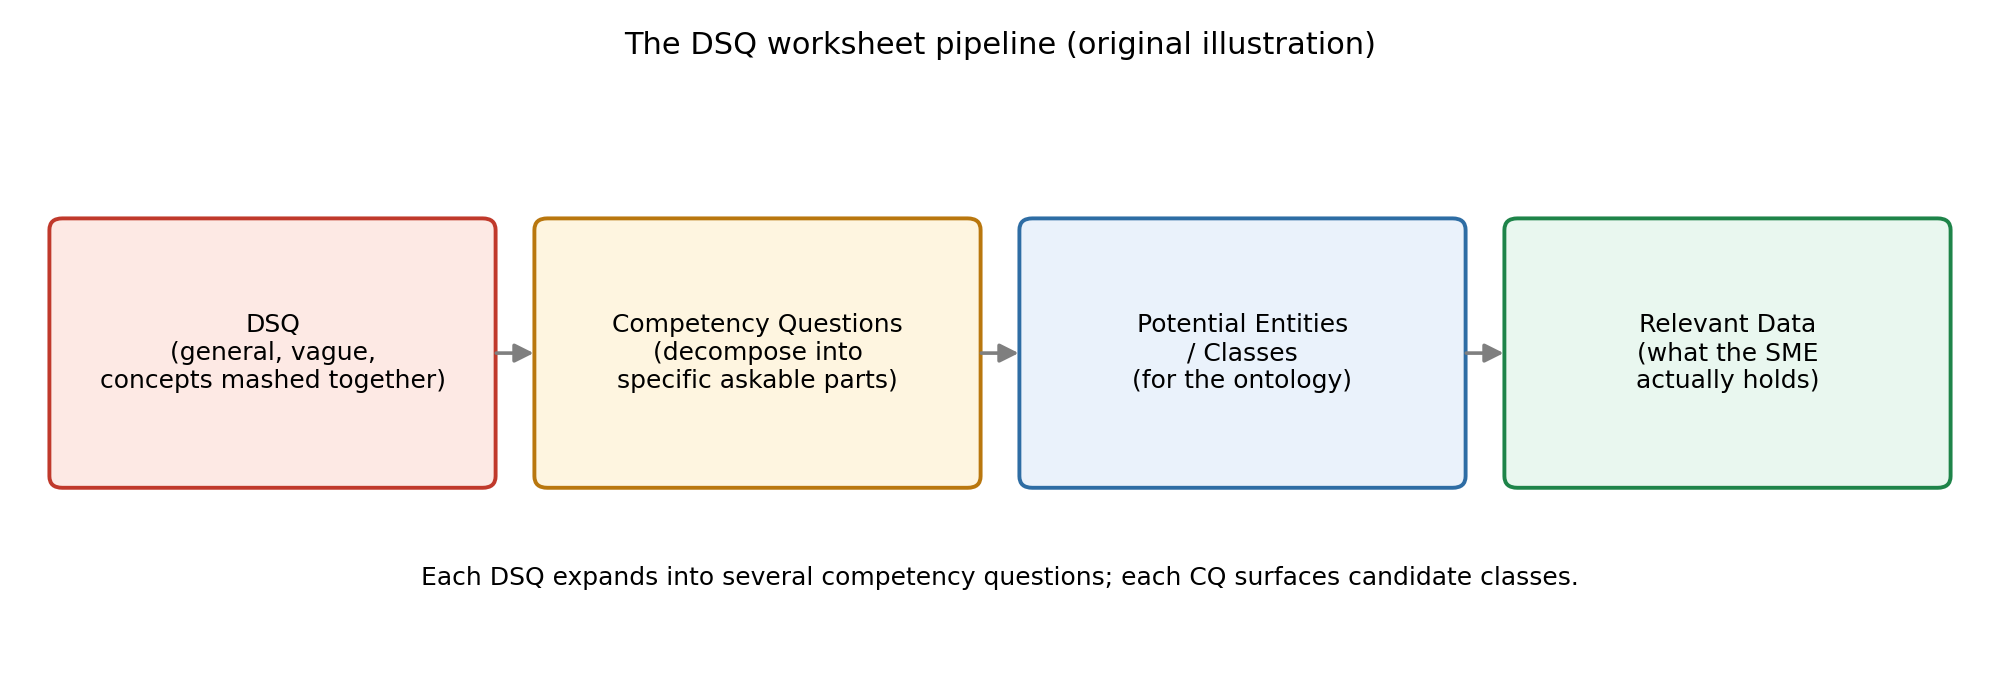 The DSQ worksheet pipeline (original illustration)
DSQ
(general, vague,
concepts mashed together)
Competency Questions
(decompose into
specific askable parts)
Potential Entities
/ Classes
(for the ontology)
Relevant Data
(what the SME
actually holds)
Each DSQ expands into several competency questions; each CQ surfaces candidate classes.